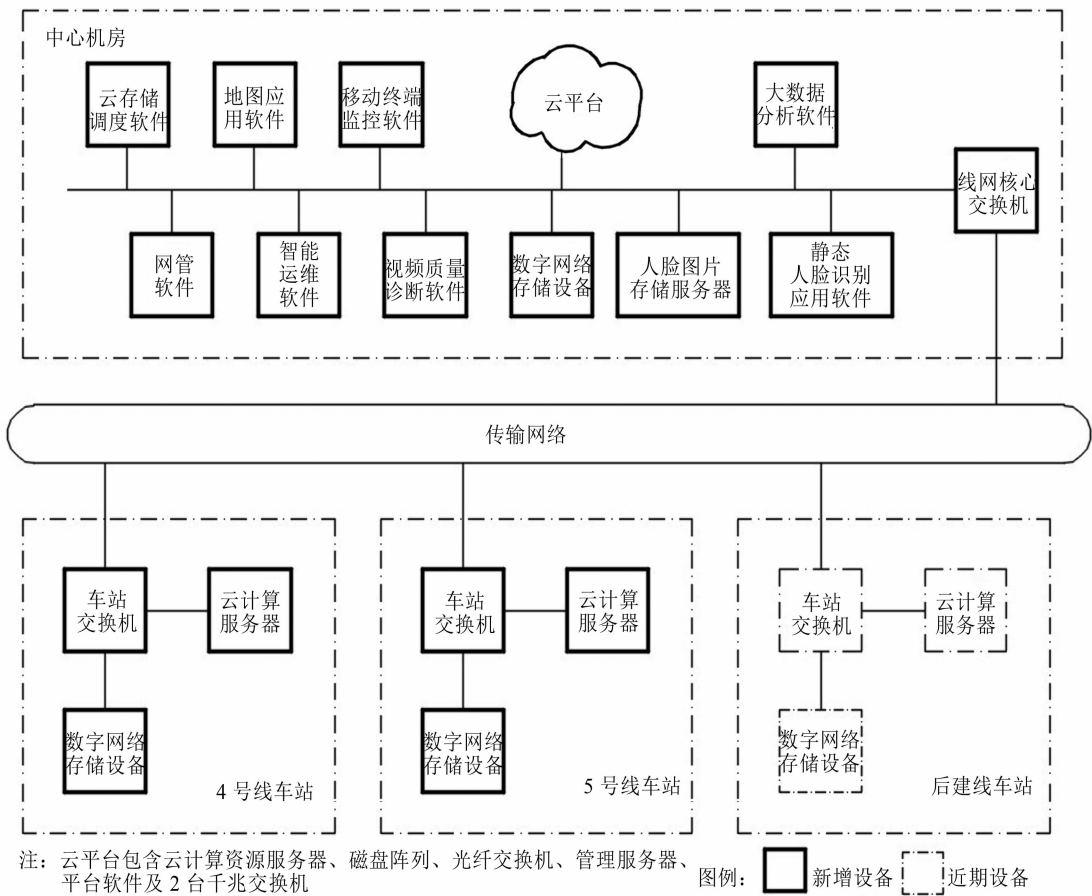 中心机房
云存储
调度软件
地图应
用软件
移动终端
监控软件
云平台
大数据
分析软件
线网核心
交换机
网管
软件
智能
运维
软件
视频质量
诊断软件
数字网络
存储设备
人脸图片
存储服务器
静态
人脸识别
应用软件
传输网络
车站
交换机
云计算
服务器
数字网络
存储设备
4 号线车站
车站
交换机
云计算
服务器
数字网络
存储设备
5 号线车站
车站
交换机
云计算
服务器
数字网络
存储设备
后建线车站
注：云平台包含云计算资源服务器、磁盘阵列、光纤交换机、管理服务器、
平台软件及 2 台千兆交换机
图例：
新增设备
近期设备